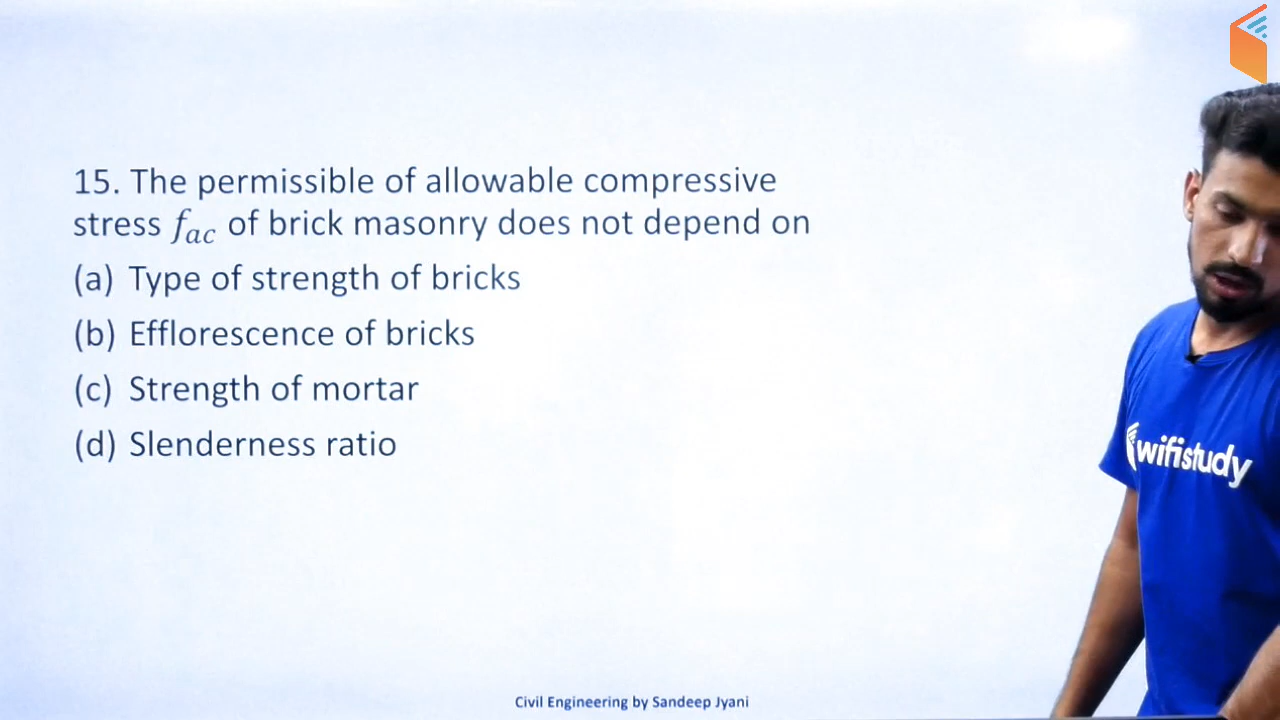 15. The permissible of allowable compressive
stress fac of brick masonry does not depend on
(a) Type of strength of bricks
(b) Efflorescence of bricks
(c) Strength of mortar
(d) Slenderness ratio
wifistudy
Civil Engineering by Sandeep Jyani